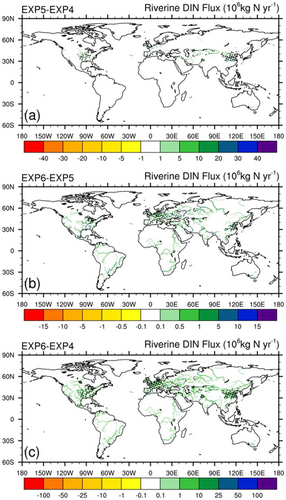 EXP5-EXP4 Riverine DIN Flux (10⁶kg N yr⁻¹)
90N
60N
30N
0
30S
60S
(a)
180 150W 120W 90W 60W 30W 0 30E 60E 90E 120E 150E 180
-40 -30 -20 -10 -5 -1 1 5 10 20 30 40
EXP6-EXP5 Riverine DIN Flux (10⁶kg N yr⁻¹)
90N
60N
30N
0
30S
60S
(b)
180 150W 120W 90W 60W 30W 0 30E 60E 90E 120E 150E 180
-15 -10 -5 -1 -0.5 -0.1 0.1 0.5 1 5 10 15
EXP6-EXP4 Riverine DIN Flux (10⁶kg N yr⁻¹)
90N
60N
30N
0
30S
60S
(c)
180 150W 120W 90W 60W 30W 0 30E 60E 90E 120E 150E 180
-100 -50 -25 -10 -1 -0.1 0.1 1 10 25 50 100